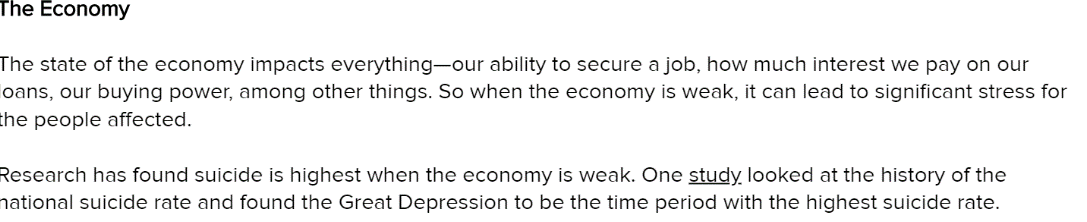 The Economy
The state of the economy impacts everything—our ability to secure a job, how much interest we pay on our
loans, our buying power, among other things. So when the economy is weak, it can lead to significant stress for
the people affected.
Research has found suicide is highest when the economy is weak. One study looked at the history of the
national suicide rate and found the Great Depression to be the time period with the highest suicide rate.